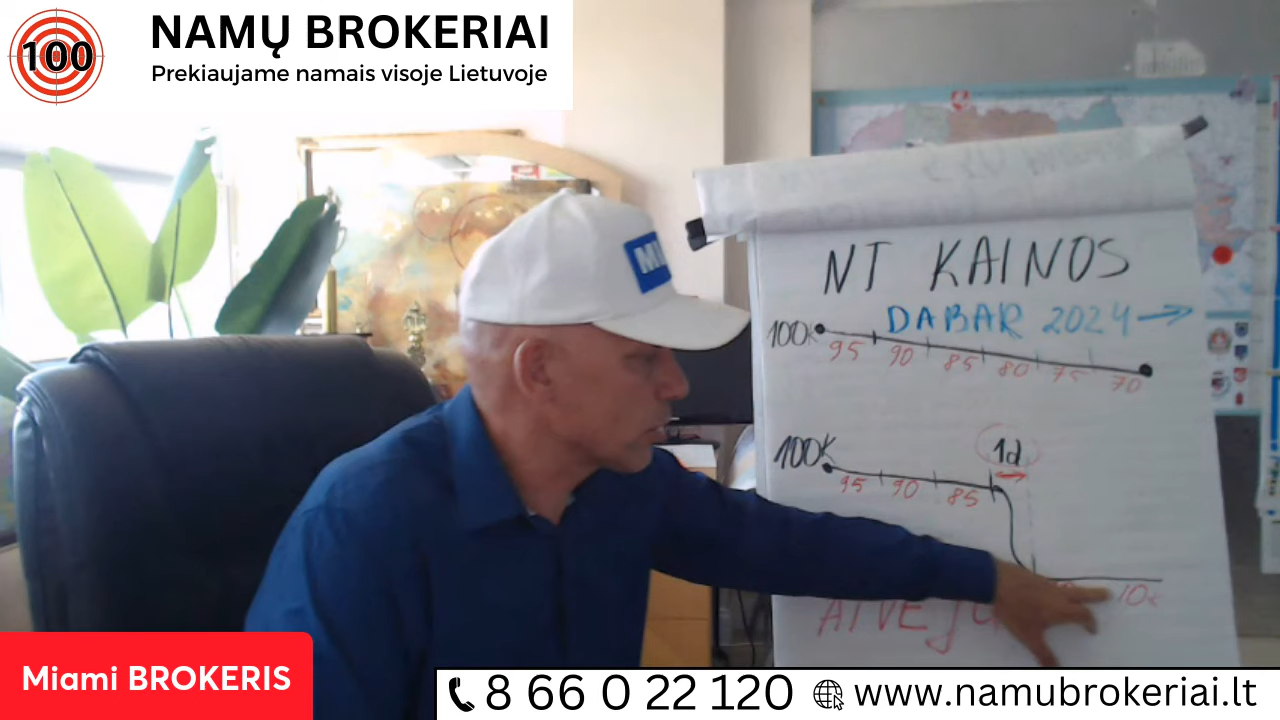 100
NAMŲ BROKERIAI
Prekiaujame namais visoje Lietuvoje
NT KAINOS
DABAR 2024 →
100K
95 90 85 80 75 70
100K
1d
95 90 85
10K
Miami BROKERIS
8 66 0 22 120
www.namubrokeriai.lt